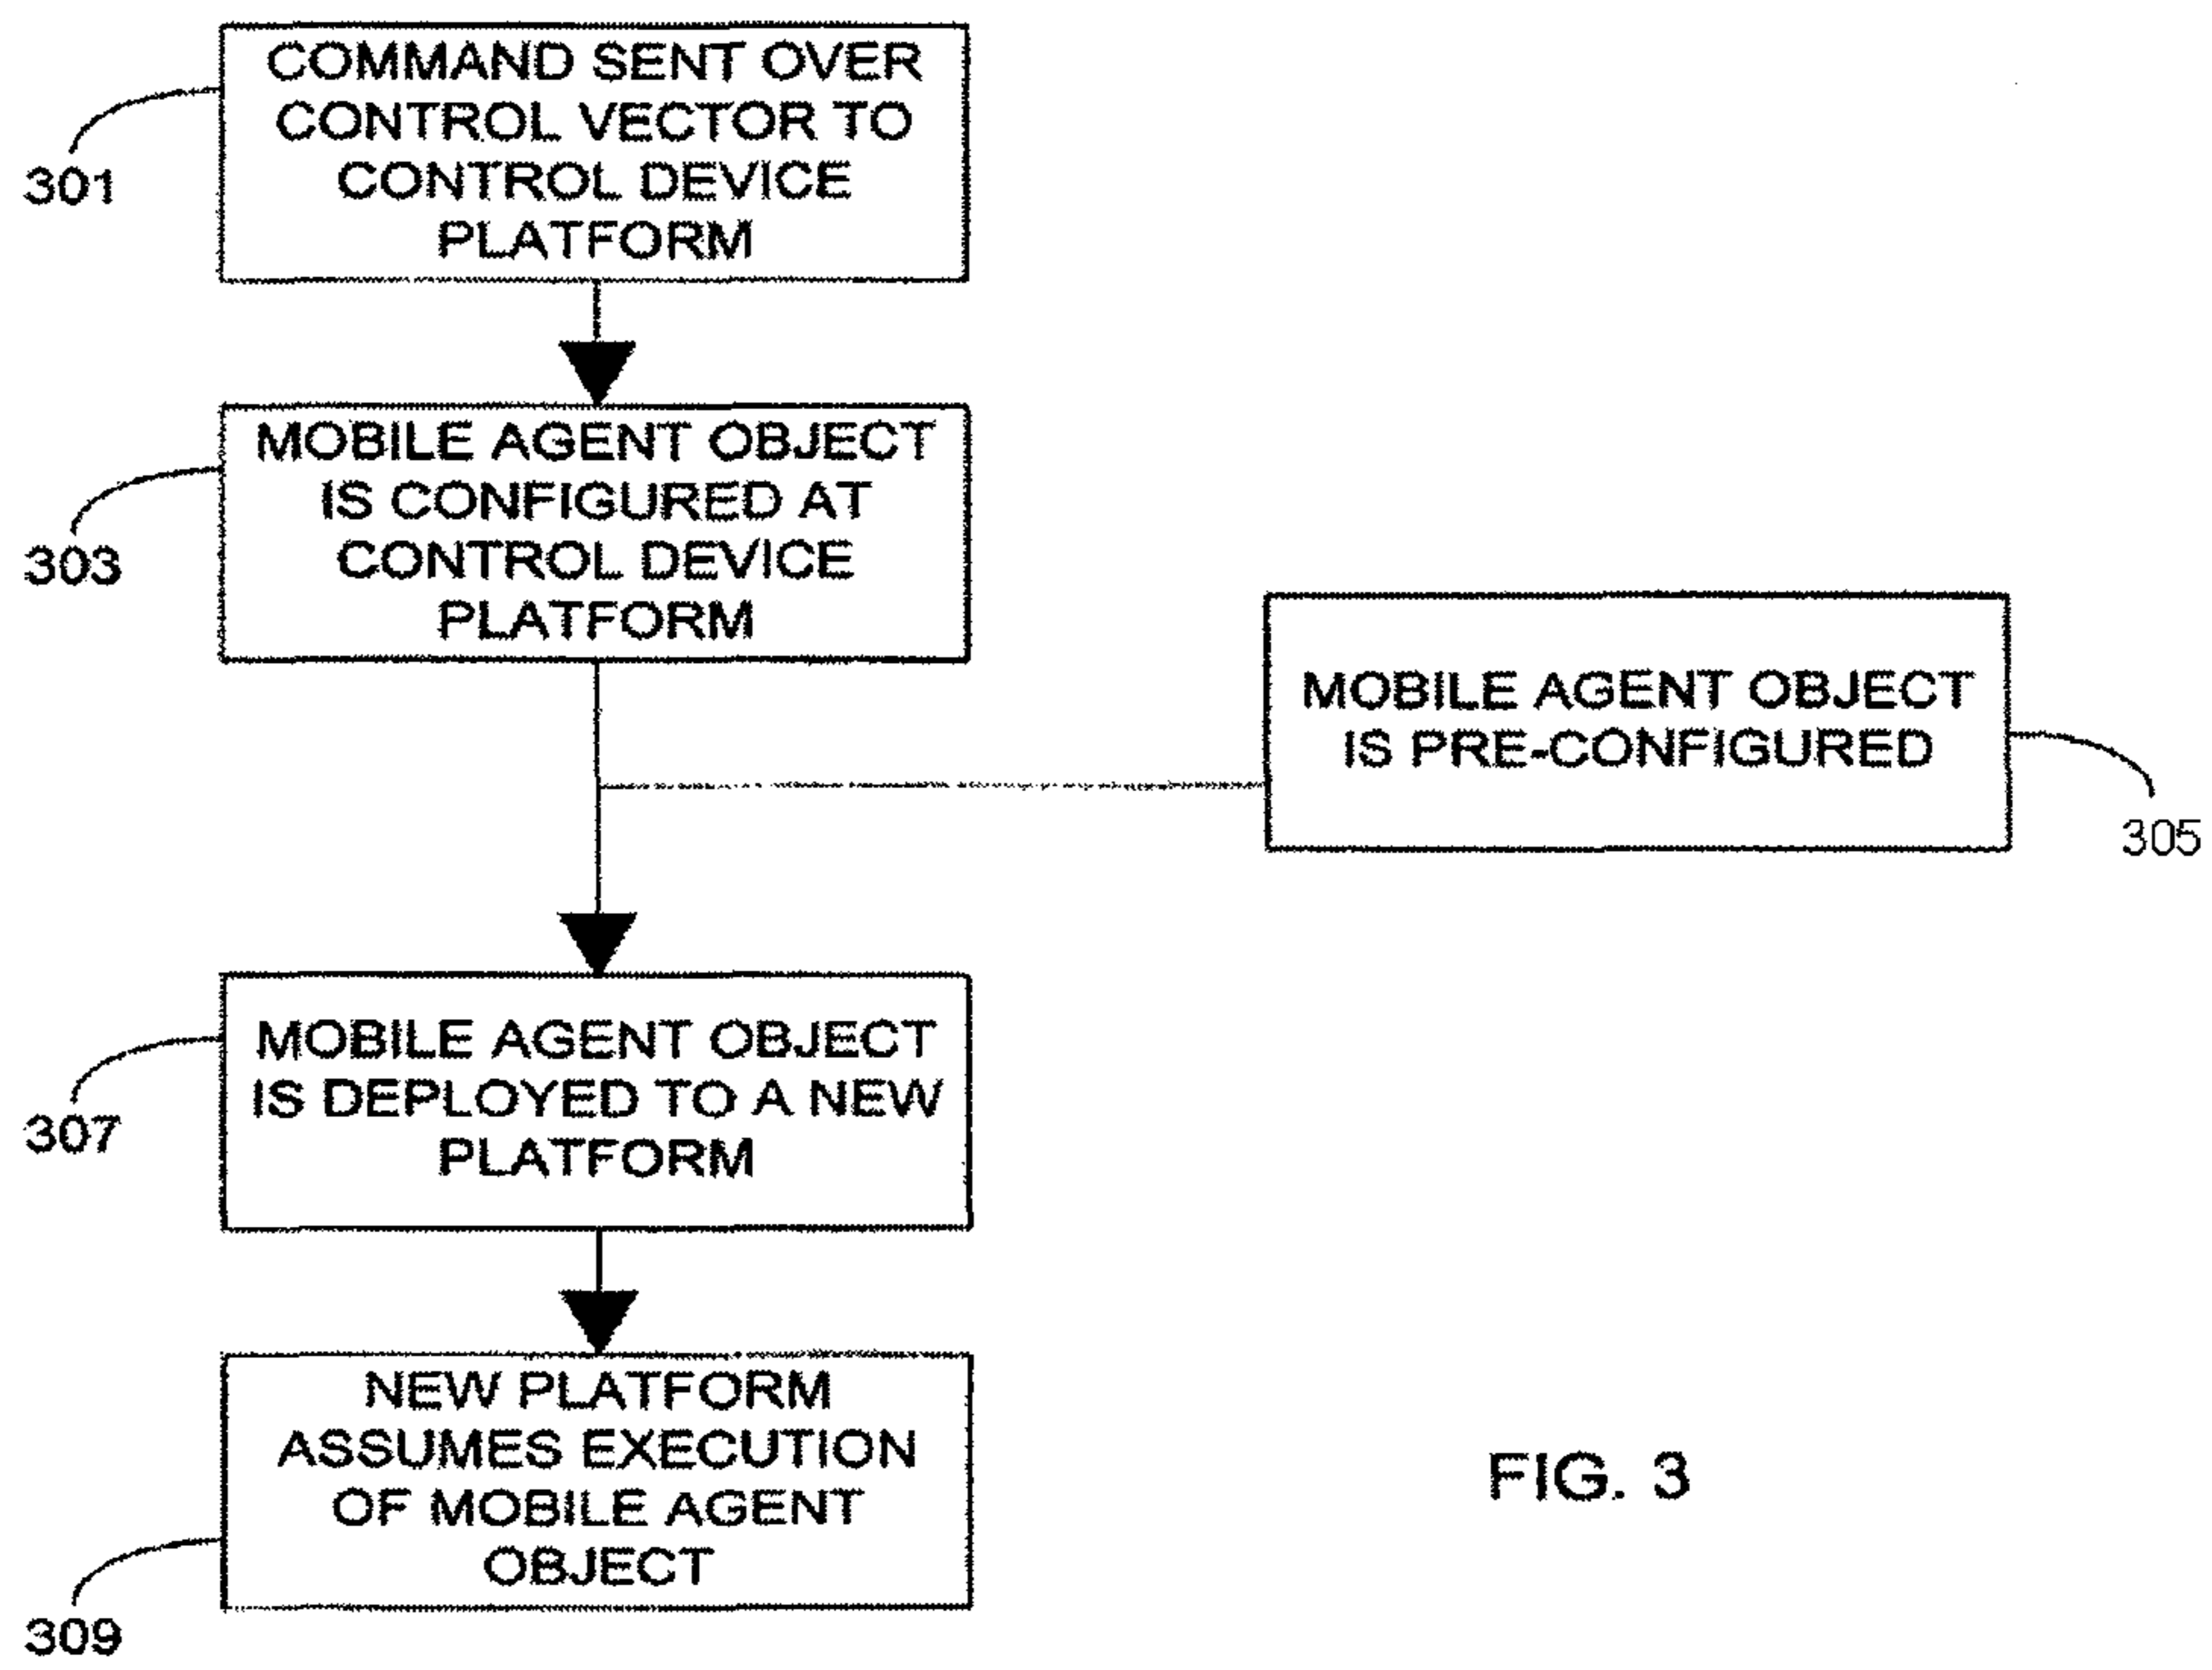 COMMAND SENT OVER
CONTROL VECTOR TO
CONTROL DEVICE
PLATFORM
301
MOBILE AGENT OBJECT
IS CONFIGURED AT
CONTROL DEVICE
PLATFORM
303
MOBILE AGENT OBJECT
IS PRE-CONFIGURED
305
MOBILE AGENT OBJECT
IS DEPLOYED TO A NEW
PLATFORM
307
NEW PLATFORM
ASSUMES EXECUTION
OF MOBILE AGENT
OBJECT
309
FIG. 3